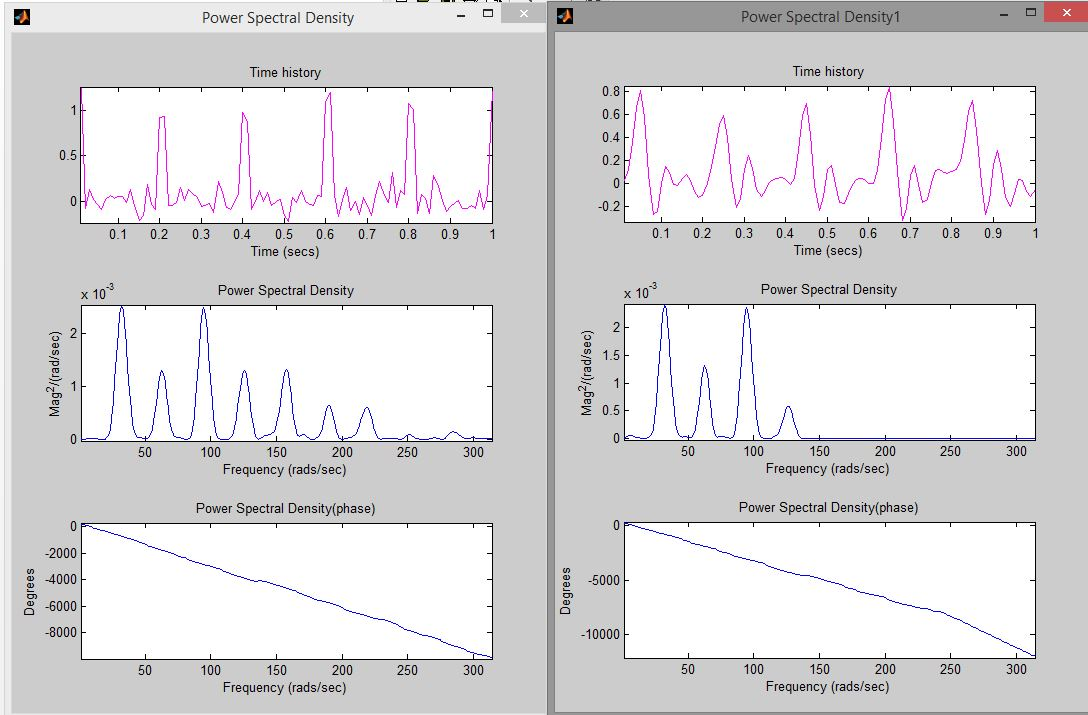 Power Spectral Density
Time history
1
0.5
0
0.1 0.2 0.3 0.4 0.5 0.6 0.7 0.8 0.9 1
Time (secs)
Power Spectral Density
x 10-3
Mag2/(rad/sec)
2
1
0
50 100 150 200 250 300
Frequency (rads/sec)
Power Spectral Density(phase)
Degrees
0
-2000
-4000
-6000
-8000
50 100 150 200 250 300
Frequency (rads/sec)
Power Spectral Density1
Time history
0.8
0.6
0.4
0.2
0
-0.2
0.1 0.2 0.3 0.4 0.5 0.6 0.7 0.8 0.9 1
Time (secs)
Power Spectral Density
x 10-3
Mag2/(rad/sec)
2
1.5
1
0.5
0
50 100 150 200 250 300
Frequency (rads/sec)
Power Spectral Density(phase)
Degrees
0
-5000
-10000
50 100 150 200 250 300
Frequency (rads/sec)